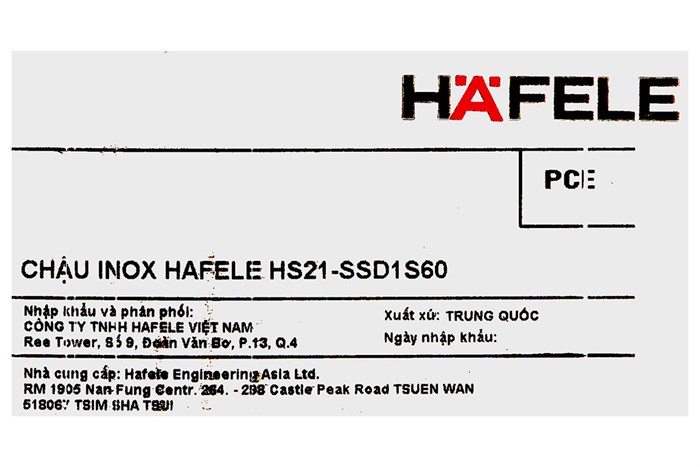 HÄFELE
PCE
CHẬU INOX HAFELE HS21-SSD1S60
Nhập khẩu và phân phối:
CÔNG TY TNHH HAFELE VIỆT NAM
Ree Tower, Số 9, Đoàn Văn Bơ, P.13, Q.4
Xuất xứ: TRUNG QUỐC
Ngày nhập khẩu:
Nhà cung cấp: Hafele Engineering Asia Ltd.
RM 1905 Nan Fung Centr. 264. - 298 Castle Peak Road TSUEN WAN
518067 TSIM SHA TSUI